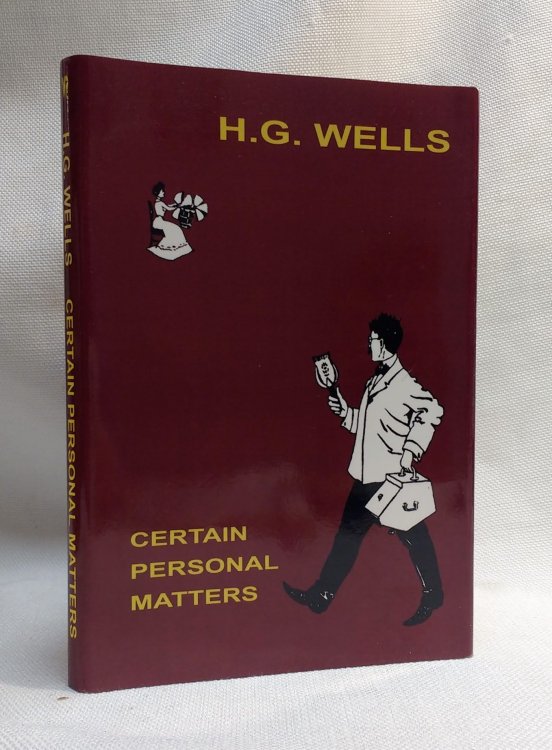 H.G. WELLS
CERTAIN
PERSONAL
MATTERS
H.G. WELLS CERTAIN PERSONAL MATTERS